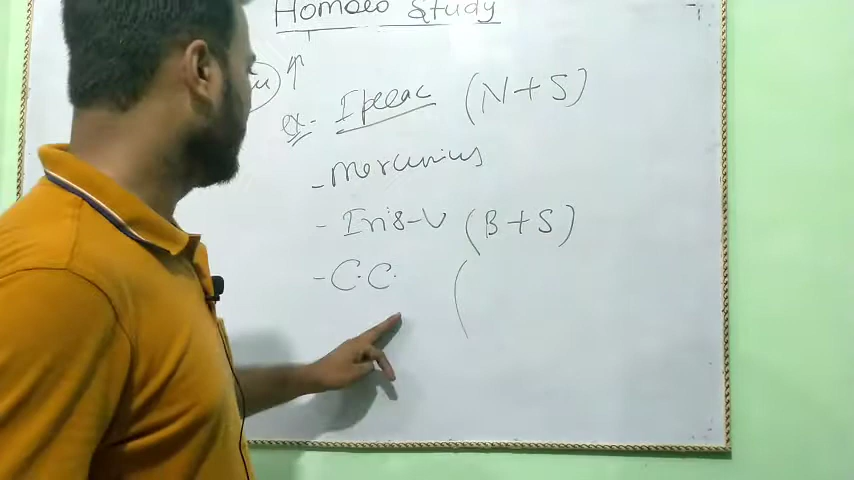 Homoeo Study
ex- Ipecac (N+S)
- Mercurius
- Iris-V (B+S)
- C.C. (